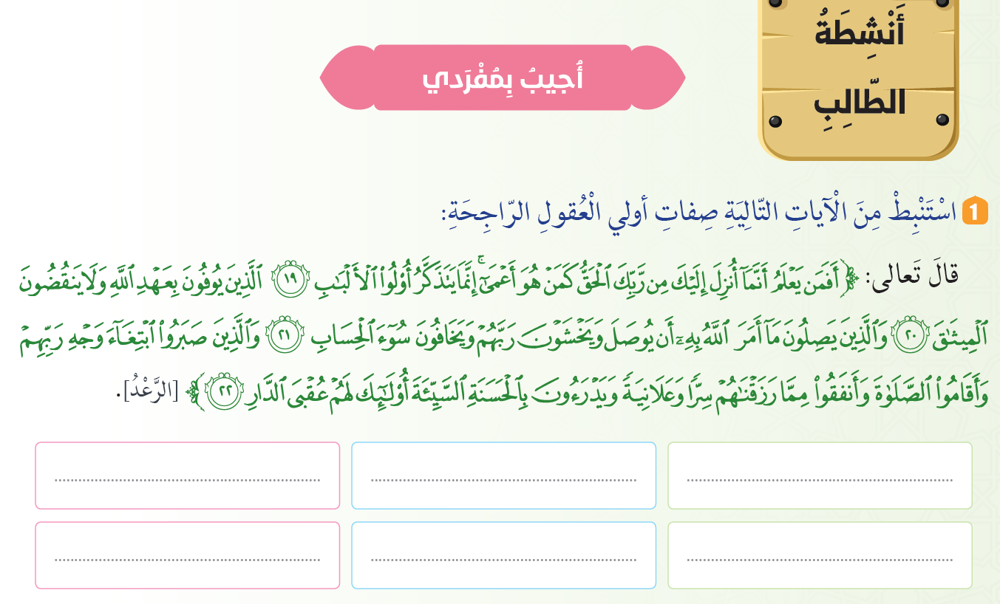 أَنْشِطَةُ
الطّالِبِ
أُجيبُ بِمُفْرَدي
1 اسْتَنْبِطْ مِنَ الْآياتِ التّالِيَةِ صِفاتِ أولي الْعُقولِ الرّاجِحَةِ:
قالَ تَعالى: ﴿أَفَمَن يَعۡلَمُ أَنَّمَآ أُنزِلَ إِلَيۡكَ مِن رَّبِّكَ ٱلۡحَقُّ كَمَنۡ هُوَ أَعۡمَىٰٓۚ إِنَّمَا يَتَذَكَّرُ أُوْلُواْ ٱلۡأَلۡبَٰبِ ١٩ ٱلَّذِينَ يُوفُونَ بِعَهۡدِ ٱللَّهِ وَلَا يَنقُضُونَ
ٱلۡمِيثَٰقَ ٢٠ وَٱلَّذِينَ يَصِلُونَ مَآ أَمَرَ ٱللَّهُ بِهِۦٓ أَن يُوصَلَ وَيَخۡشَوۡنَ رَبَّهُمۡ وَيَخَافُونَ سُوٓءَ ٱلۡحِسَابِ ٢١ وَٱلَّذِينَ صَبَرُواْ ٱبۡتِغَآءَ وَجۡهِ رَبِّهِمۡ
وَأَقَامُواْ ٱلصَّلَوٰةَ وَأَنفَقُواْ مِمَّا رَزَقۡنَٰهُمۡ سِرّٗا وَعَلَانِيَةٗ وَيَدۡرَءُونَ بِٱلۡحَسَنَةِ ٱلسَّيِّئَةَ أُوْلَٰٓئِكَ لَهُمۡ عُقۡبَى ٱلدَّارِ ٢٢﴾ [الرَّعْدُ].